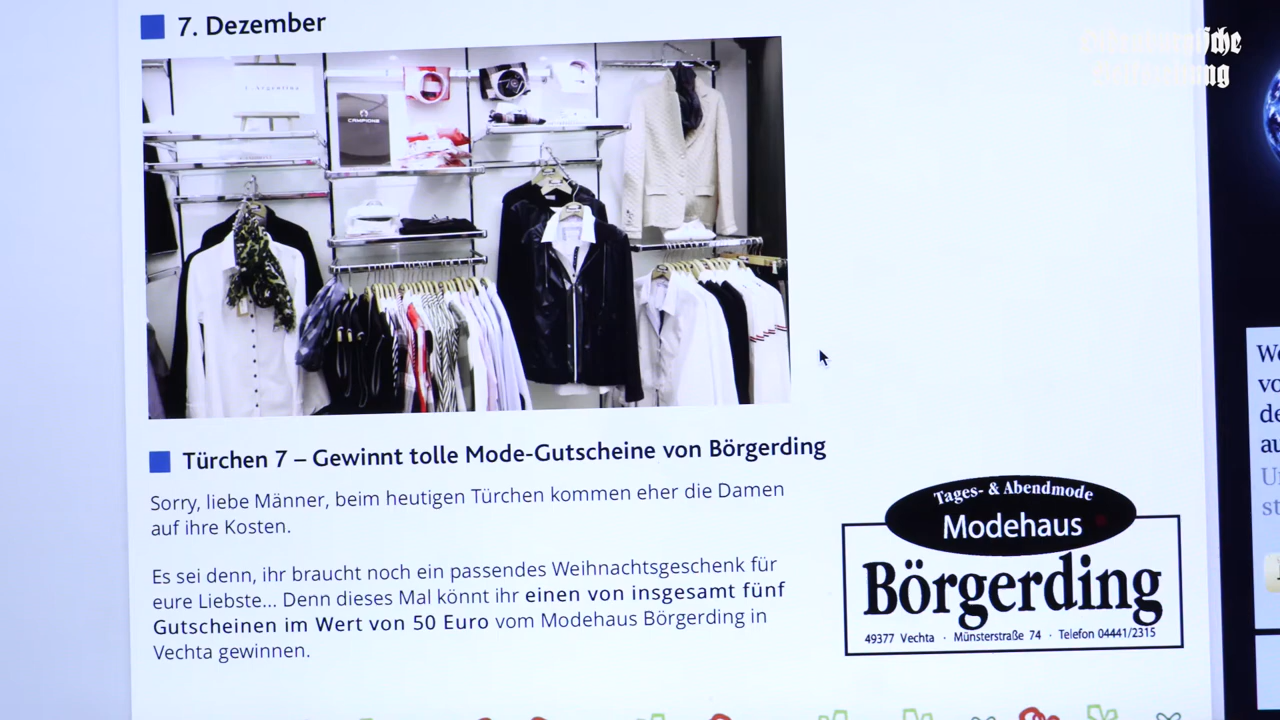 7. Dezember
Oldenburgische
Volkszeitung
CAMPIONE
Türchen 7 – Gewinnt tolle Mode-Gutscheine von Börgerding
Sorry, liebe Männer, beim heutigen Türchen kommen eher die Damen
auf ihre Kosten.
Es sei denn, ihr braucht noch ein passendes Weihnachtsgeschenk für
eure Liebste... Denn dieses Mal könnt ihr einen von insgesamt fünf
Gutscheinen im Wert von 50 Euro vom Modehaus Börgerding in
Vechta gewinnen.
Tages- & Abendmode
Modehaus
Börgerding
49377 Vechta · Münsterstraße 74 · Telefon 04441/2315